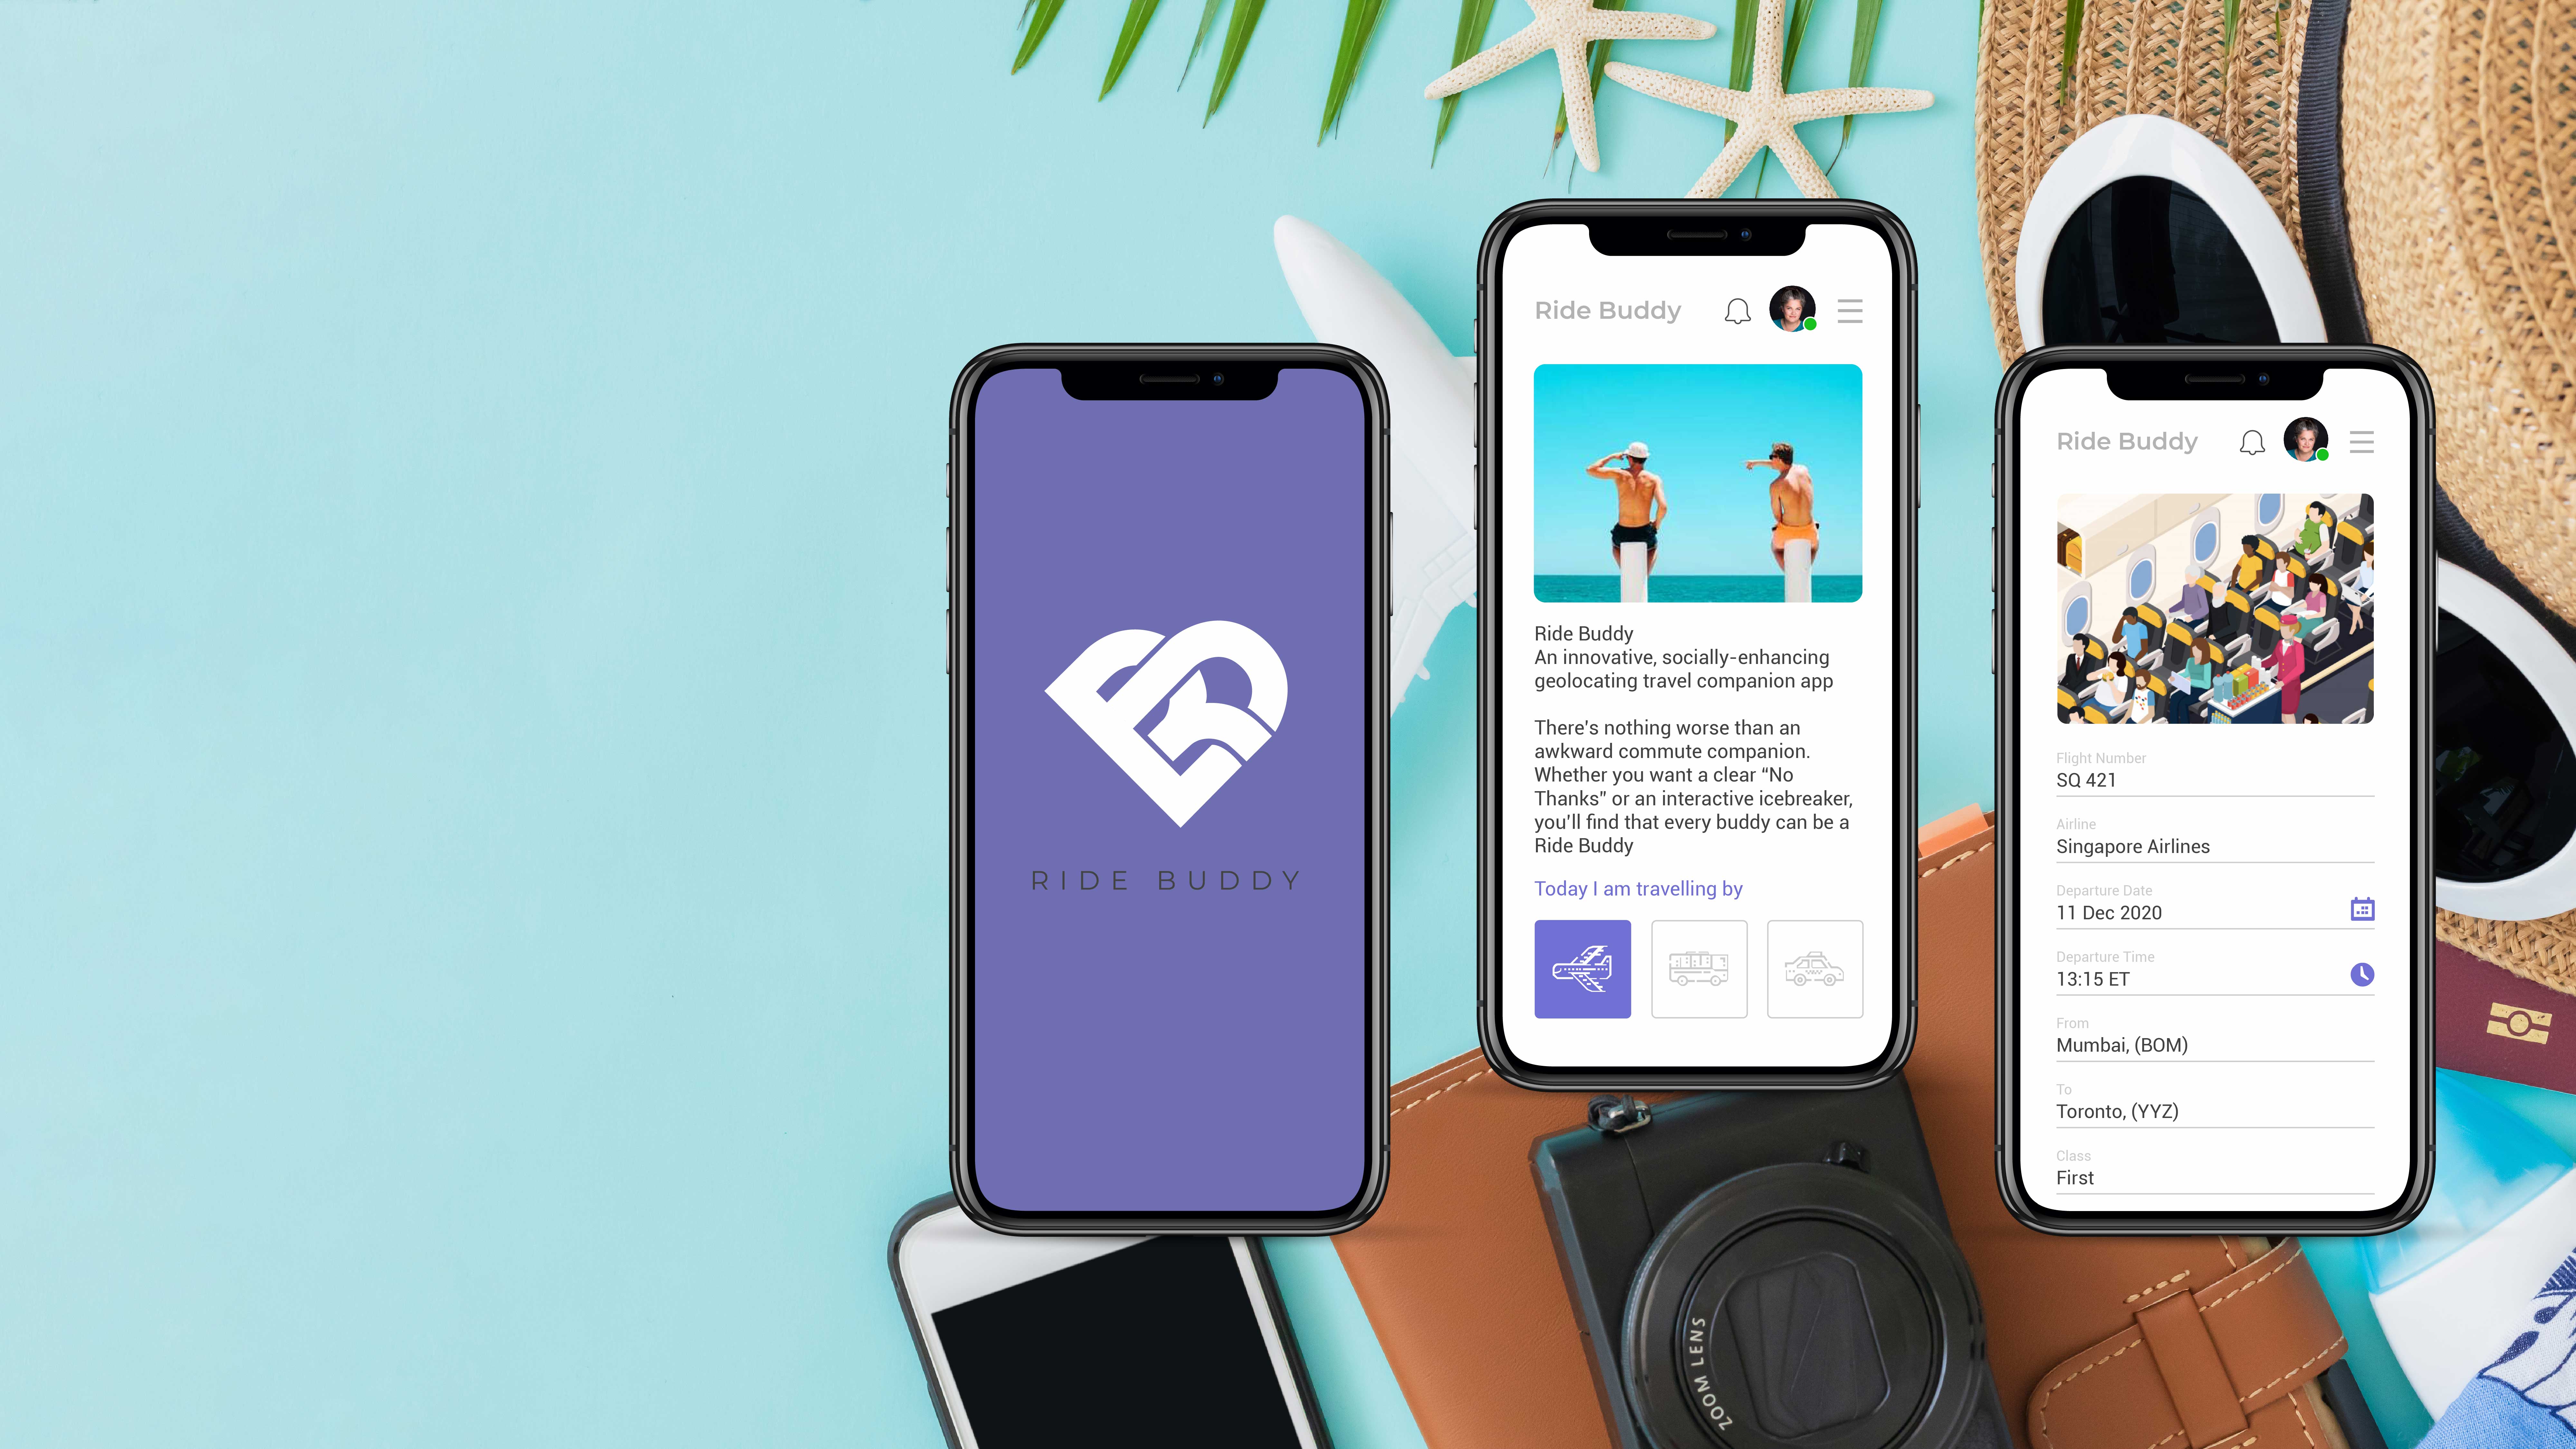 RIDE BUDDY
Ride Buddy
Ride Buddy
An innovative, socially-enhancing
geolocating travel companion app
There's nothing worse than an
awkward commute companion.
Whether you want a clear “No
Thanks” or an interactive icebreaker,
you'll find that every buddy can be a
Ride Buddy
Today I am travelling by
Ride Buddy
Flight Number
SQ 421
Airline
Singapore Airlines
Departure Date
11 Dec 2020
Departure Time
13:15 ET
From
Mumbai, (BOM)
To
Toronto, (YYZ)
Class
First
ZOOM LENS